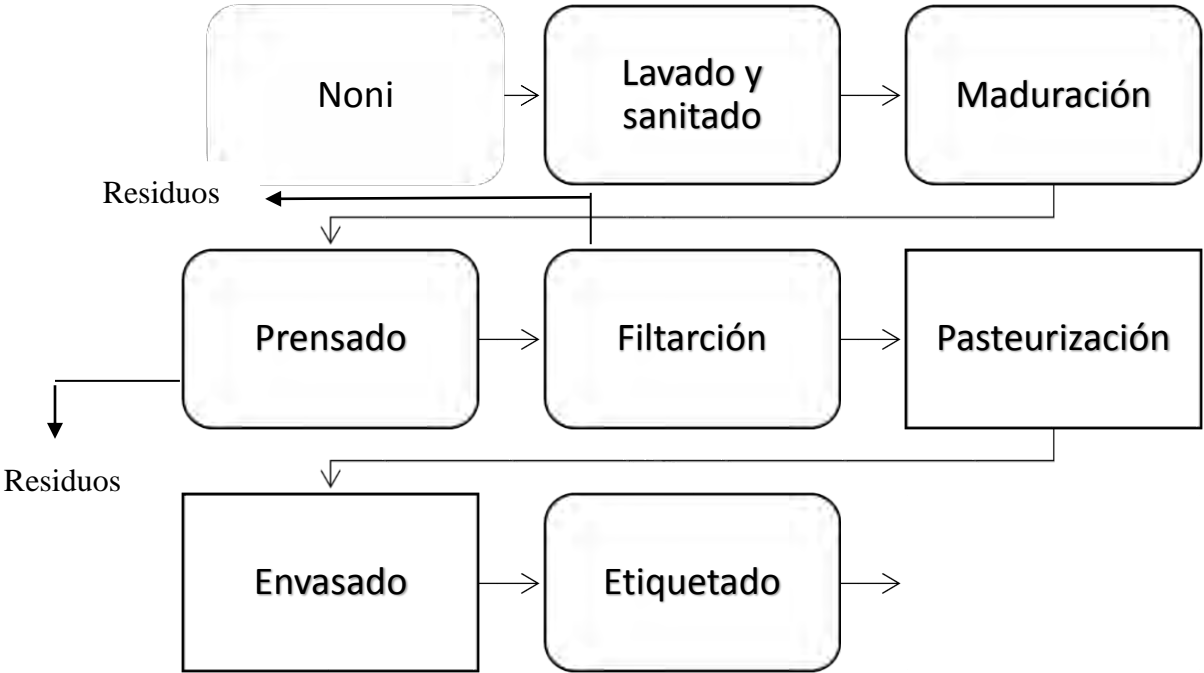 Noni
Lavado y
sanitado
Maduración
Residuos
Prensado
Filtarción
Pasteurización
Residuos
Envasado
Etiquetado